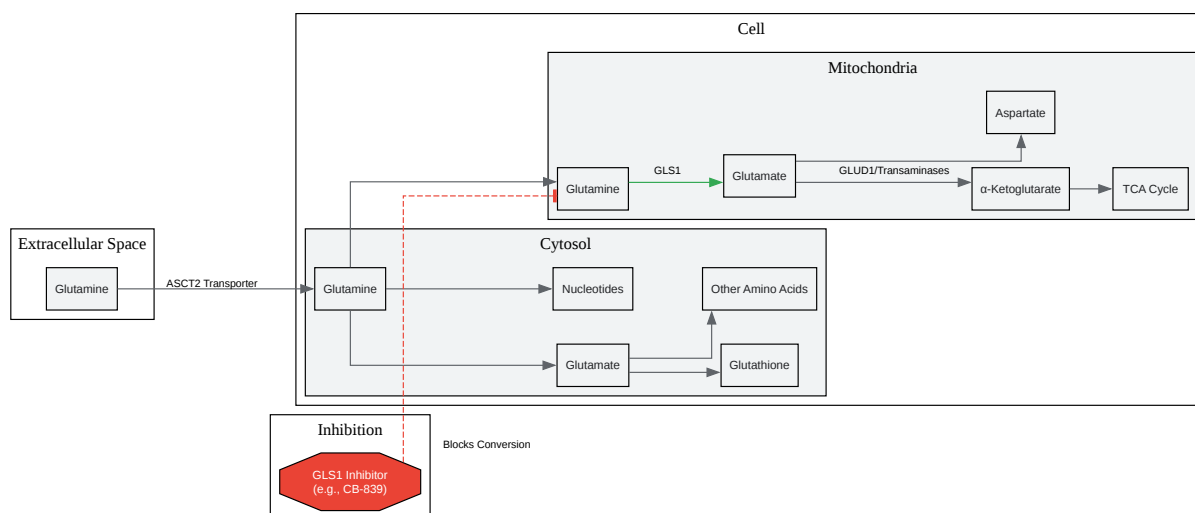 Cell
Mitochondria
Aspartate
Glutamine
GLS1
Glutamate
GLUD1/Transaminases
α-Ketoglutarate
TCA Cycle
Extracellular Space
Glutamine
ASCT2 Transporter
Cytosol
Glutamine
Nucleotides
Other Amino Acids
Glutamate
Glutathione
Inhibition
Blocks Conversion
GLS1 Inhibitor
(e.g., CB-839)